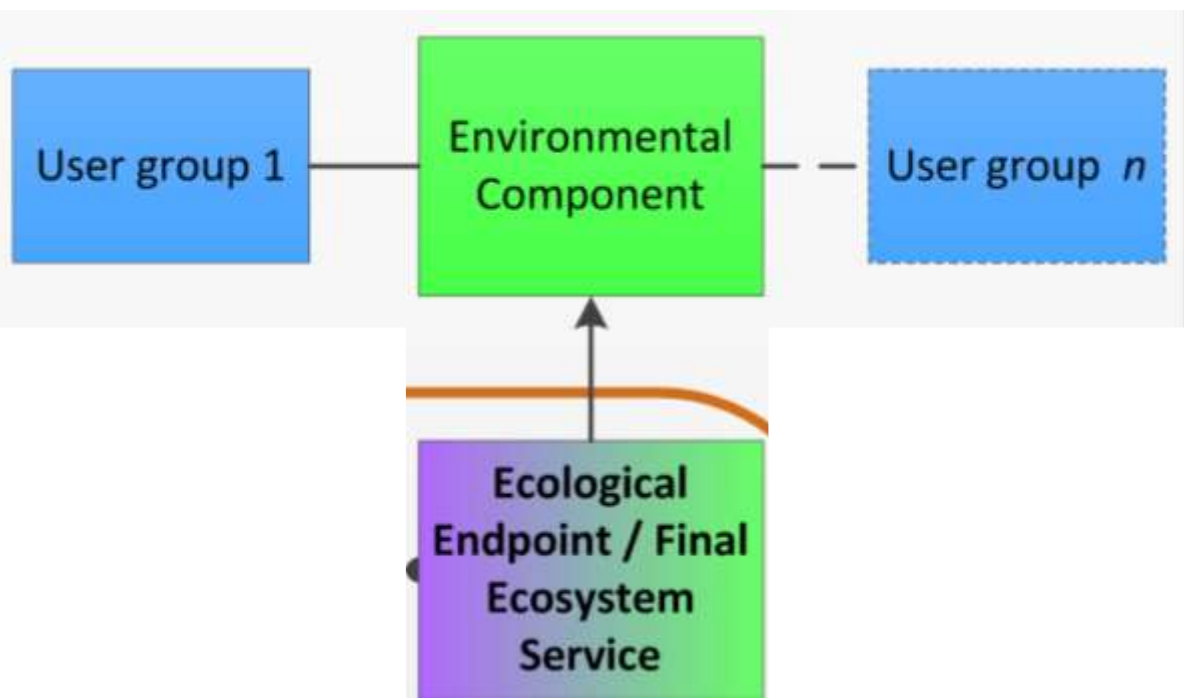 User group 1
Environmental
Component
User group n
Ecological
Endpoint / Final
Ecosystem
Service